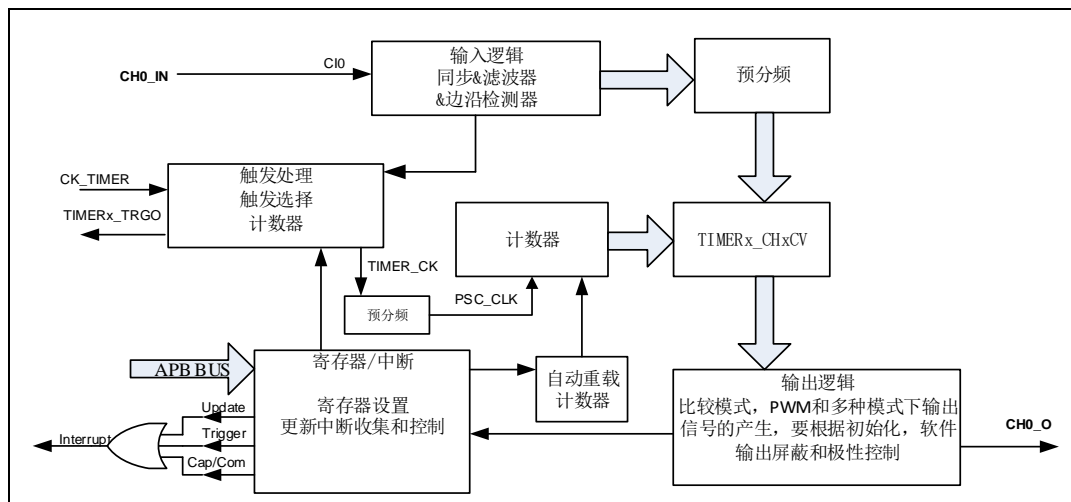 CH0_IN
CI0
输入逻辑
同步&滤波器
&边沿检测器
预分频
CK_TIMER
TIMERx_TRGO
触发处理
触发选择
计数器
计数器
TIMERx_CHxCV
TIMER_CK
预分频
PSC_CLK
APB BUS
寄存器/中断
寄存器设置
更新中断收集和控制
自动重载
计数器
输出逻辑
比较模式，PWM和多种模式下输出
信号的产生，要根据初始化，软件
输出屏蔽和极性控制
CH0_O
Update
Trigger
Cap/Com
Interrupt